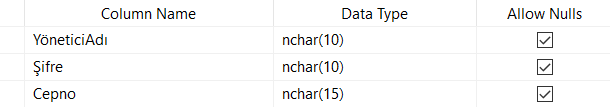 Column Name Data Type Allow Nulls
YöneticiAdı nchar(10)
Şifre nchar(10)
Cepno nchar(15)